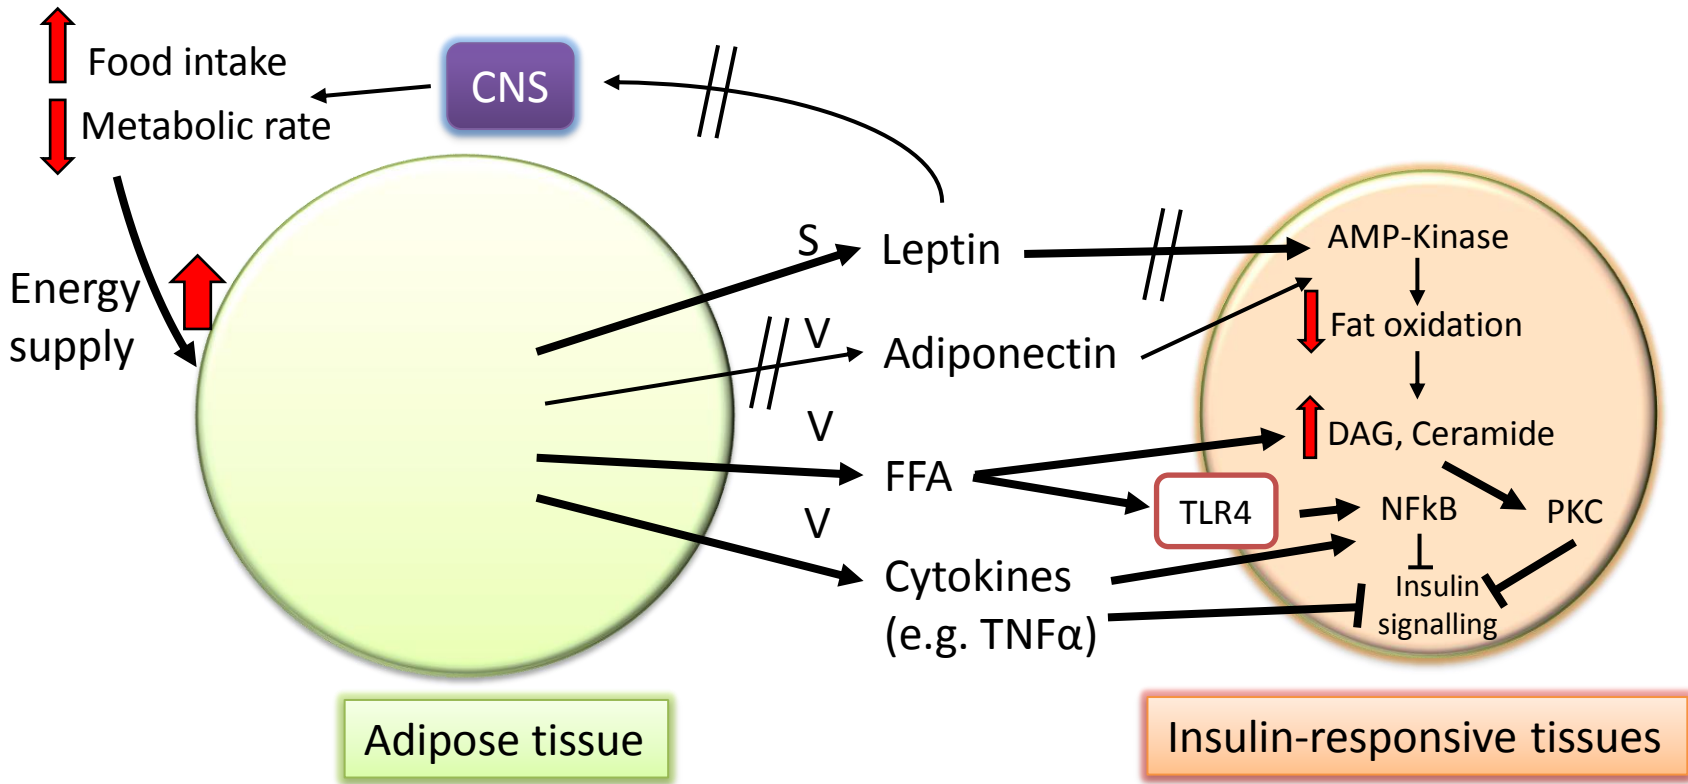 Food intake
Metabolic rate
CNS
Energy
supply
S
Leptin
V
Adiponectin
V
FFA
V
Cytokines
(e.g. TNFα)
AMP-Kinase
Fat oxidation
DAG, Ceramide
TLR4
NFkB
PKC
Insulin
signalling
Adipose tissue
Insulin-responsive tissues